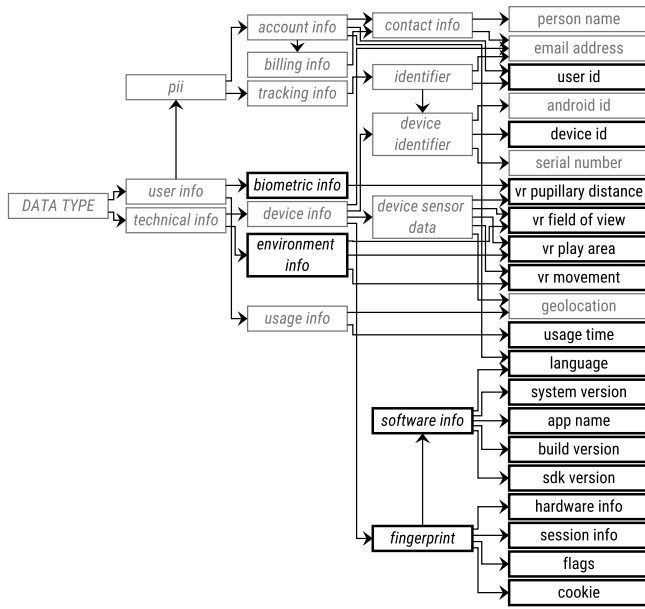 person name
account info
contact info
email address
billing info
user id
pii
tracking info
identifier
android id
device
identifier
device id
serial number
user info
biometric info
vr pupillary distance
DATA TYPE
technical info
device info
device sensor
data
vr field of view
environment
info
vr play area
vr movement
geolocation
usage info
usage time
language
system version
software info
app name
build version
sdk version
hardware info
fingerprint
session info
flags
cookie